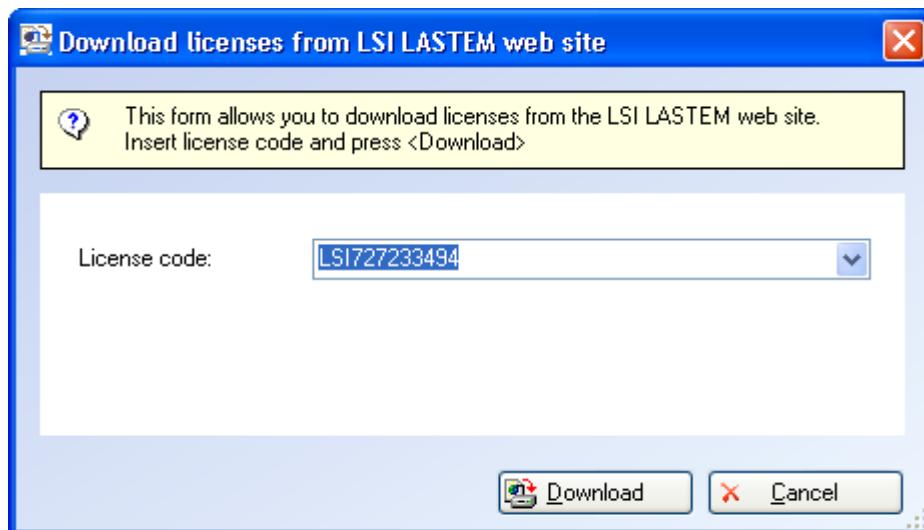 Download licenses from LSI LASTEM web site
This form allows you to download licenses from the LSI LASTEM web site.
Insert license code and press <Download>
License code:
LSI727233494
Download
Cancel